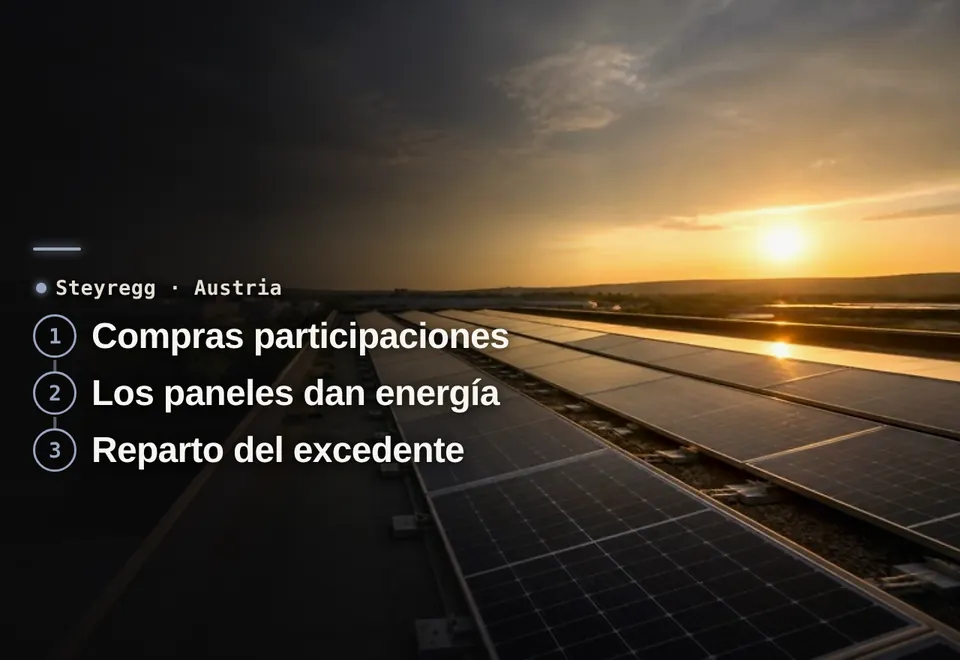 Steyregg · Austria
1 Compras participaciones
2 Los paneles dan energía
3 Reparto del excedente